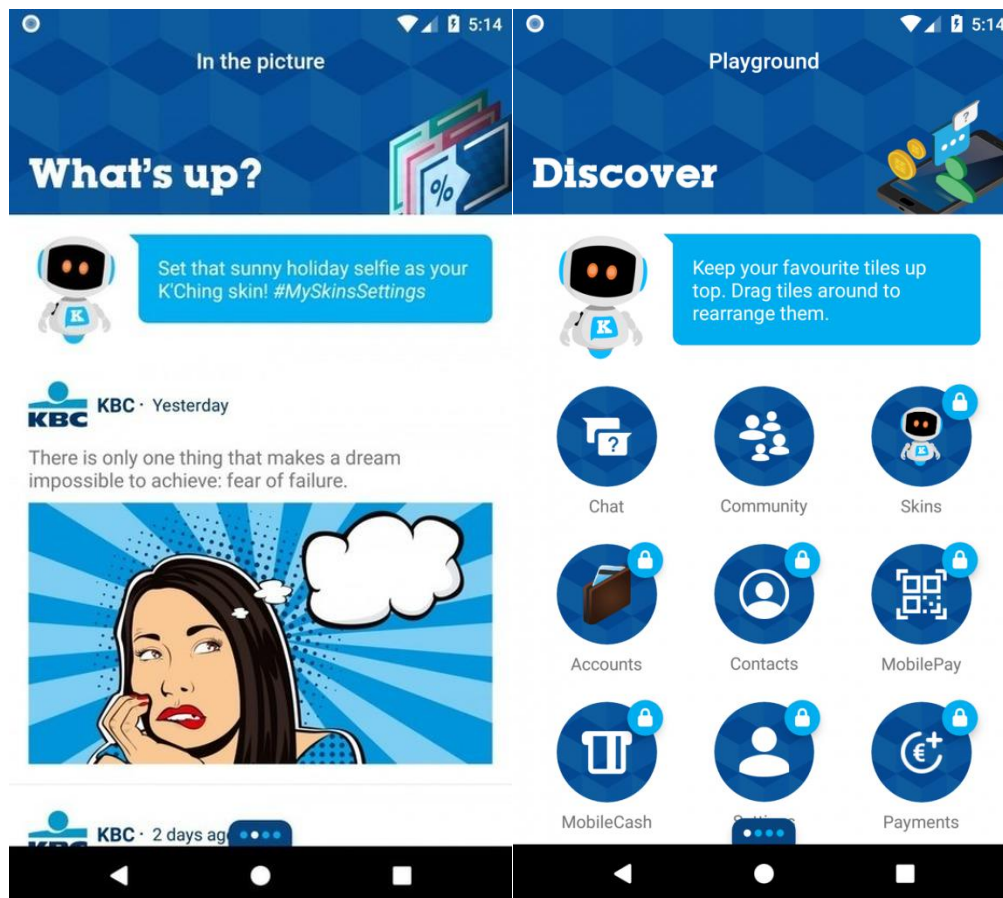 5:14
In the picture
What's up?
%
Set that sunny holiday selfie as your
K'Ching skin! #MySkinsSettings
K
KBC
KBC · Yesterday
There is only one thing that makes a dream
impossible to achieve: fear of failure.
KBC
KBC · 2 days ago
5:14
Playground
?
Discover
Keep your favourite tiles up
top. Drag tiles around to
rearrange them.
K
?
Chat
Community
K
Skins
Accounts
Contacts
MobilePay
€+
MobileCash
Payments